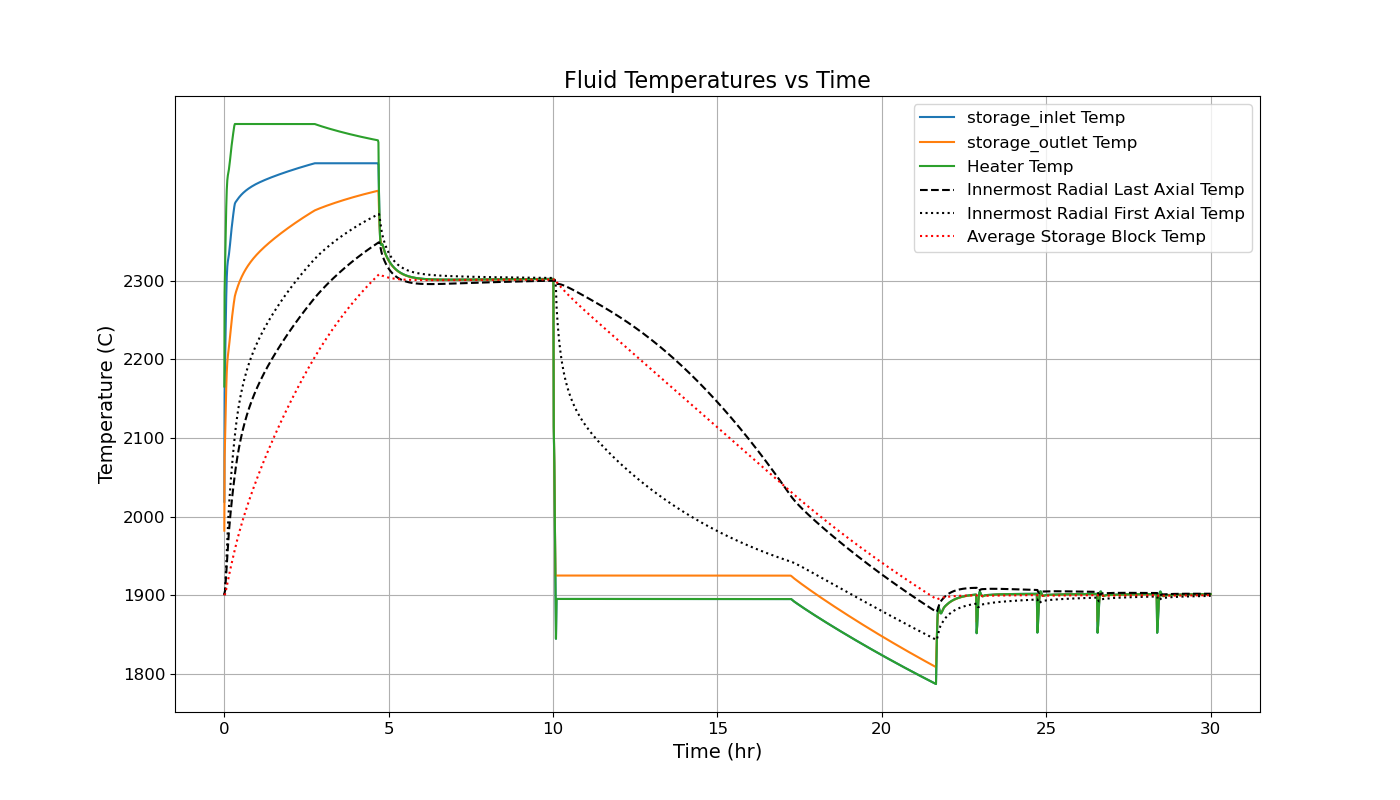 Fluid Temperatures vs Time
storage_inlet Temp
storage_outlet Temp
Heater Temp
Innermost Radial Last Axial Temp
Innermost Radial First Axial Temp
Average Storage Block Temp
Temperature (C)
2300
2200
2100
2000
1900
1800
0 5 10 15 20 25 30
Time (hr)